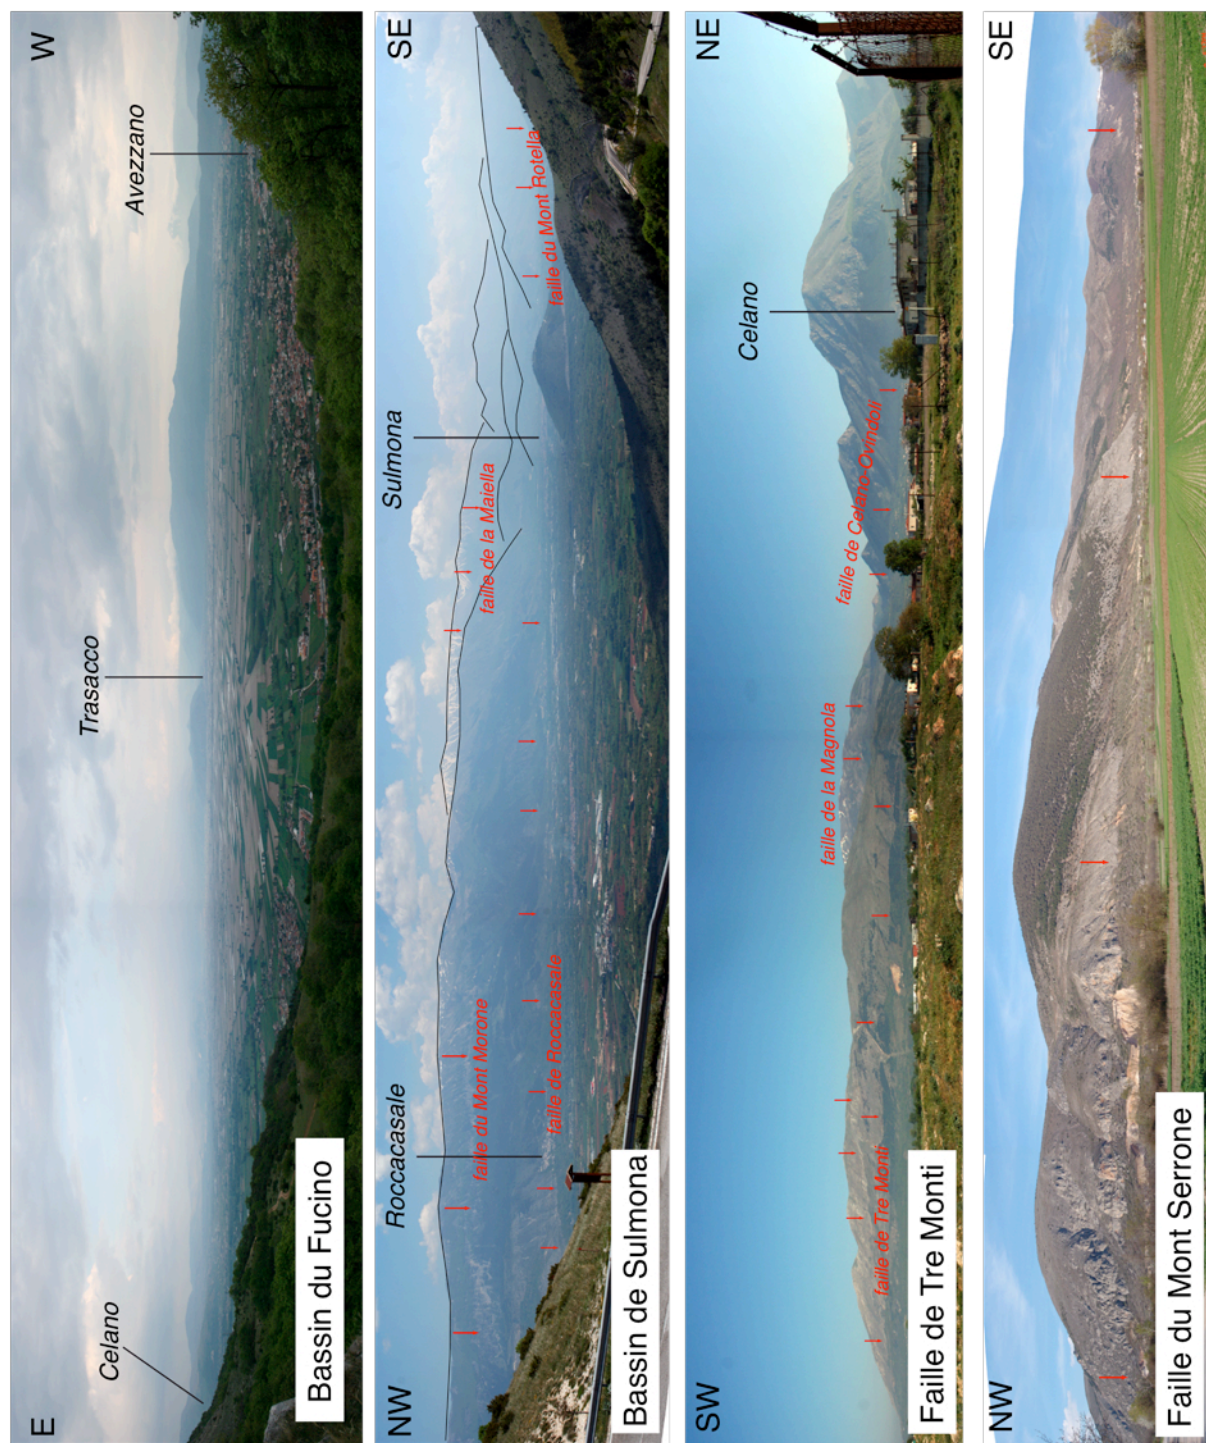 E
W
Celano
Trasacco
Avezzano
Bassin du Fucino
NW
SE
Roccacasale
Sulmona
faille du Mont Morone
faille de la Maiella
faille du Mont Rotella
faille de Roccacasale
Bassin de Sulmona
SW
NE
Celano
faille de la Magnola
faille de Celano-Ovindoli
faille de Tre Monti
Faille de Tre Monti
NW
SE
Faille du Mont Serrone